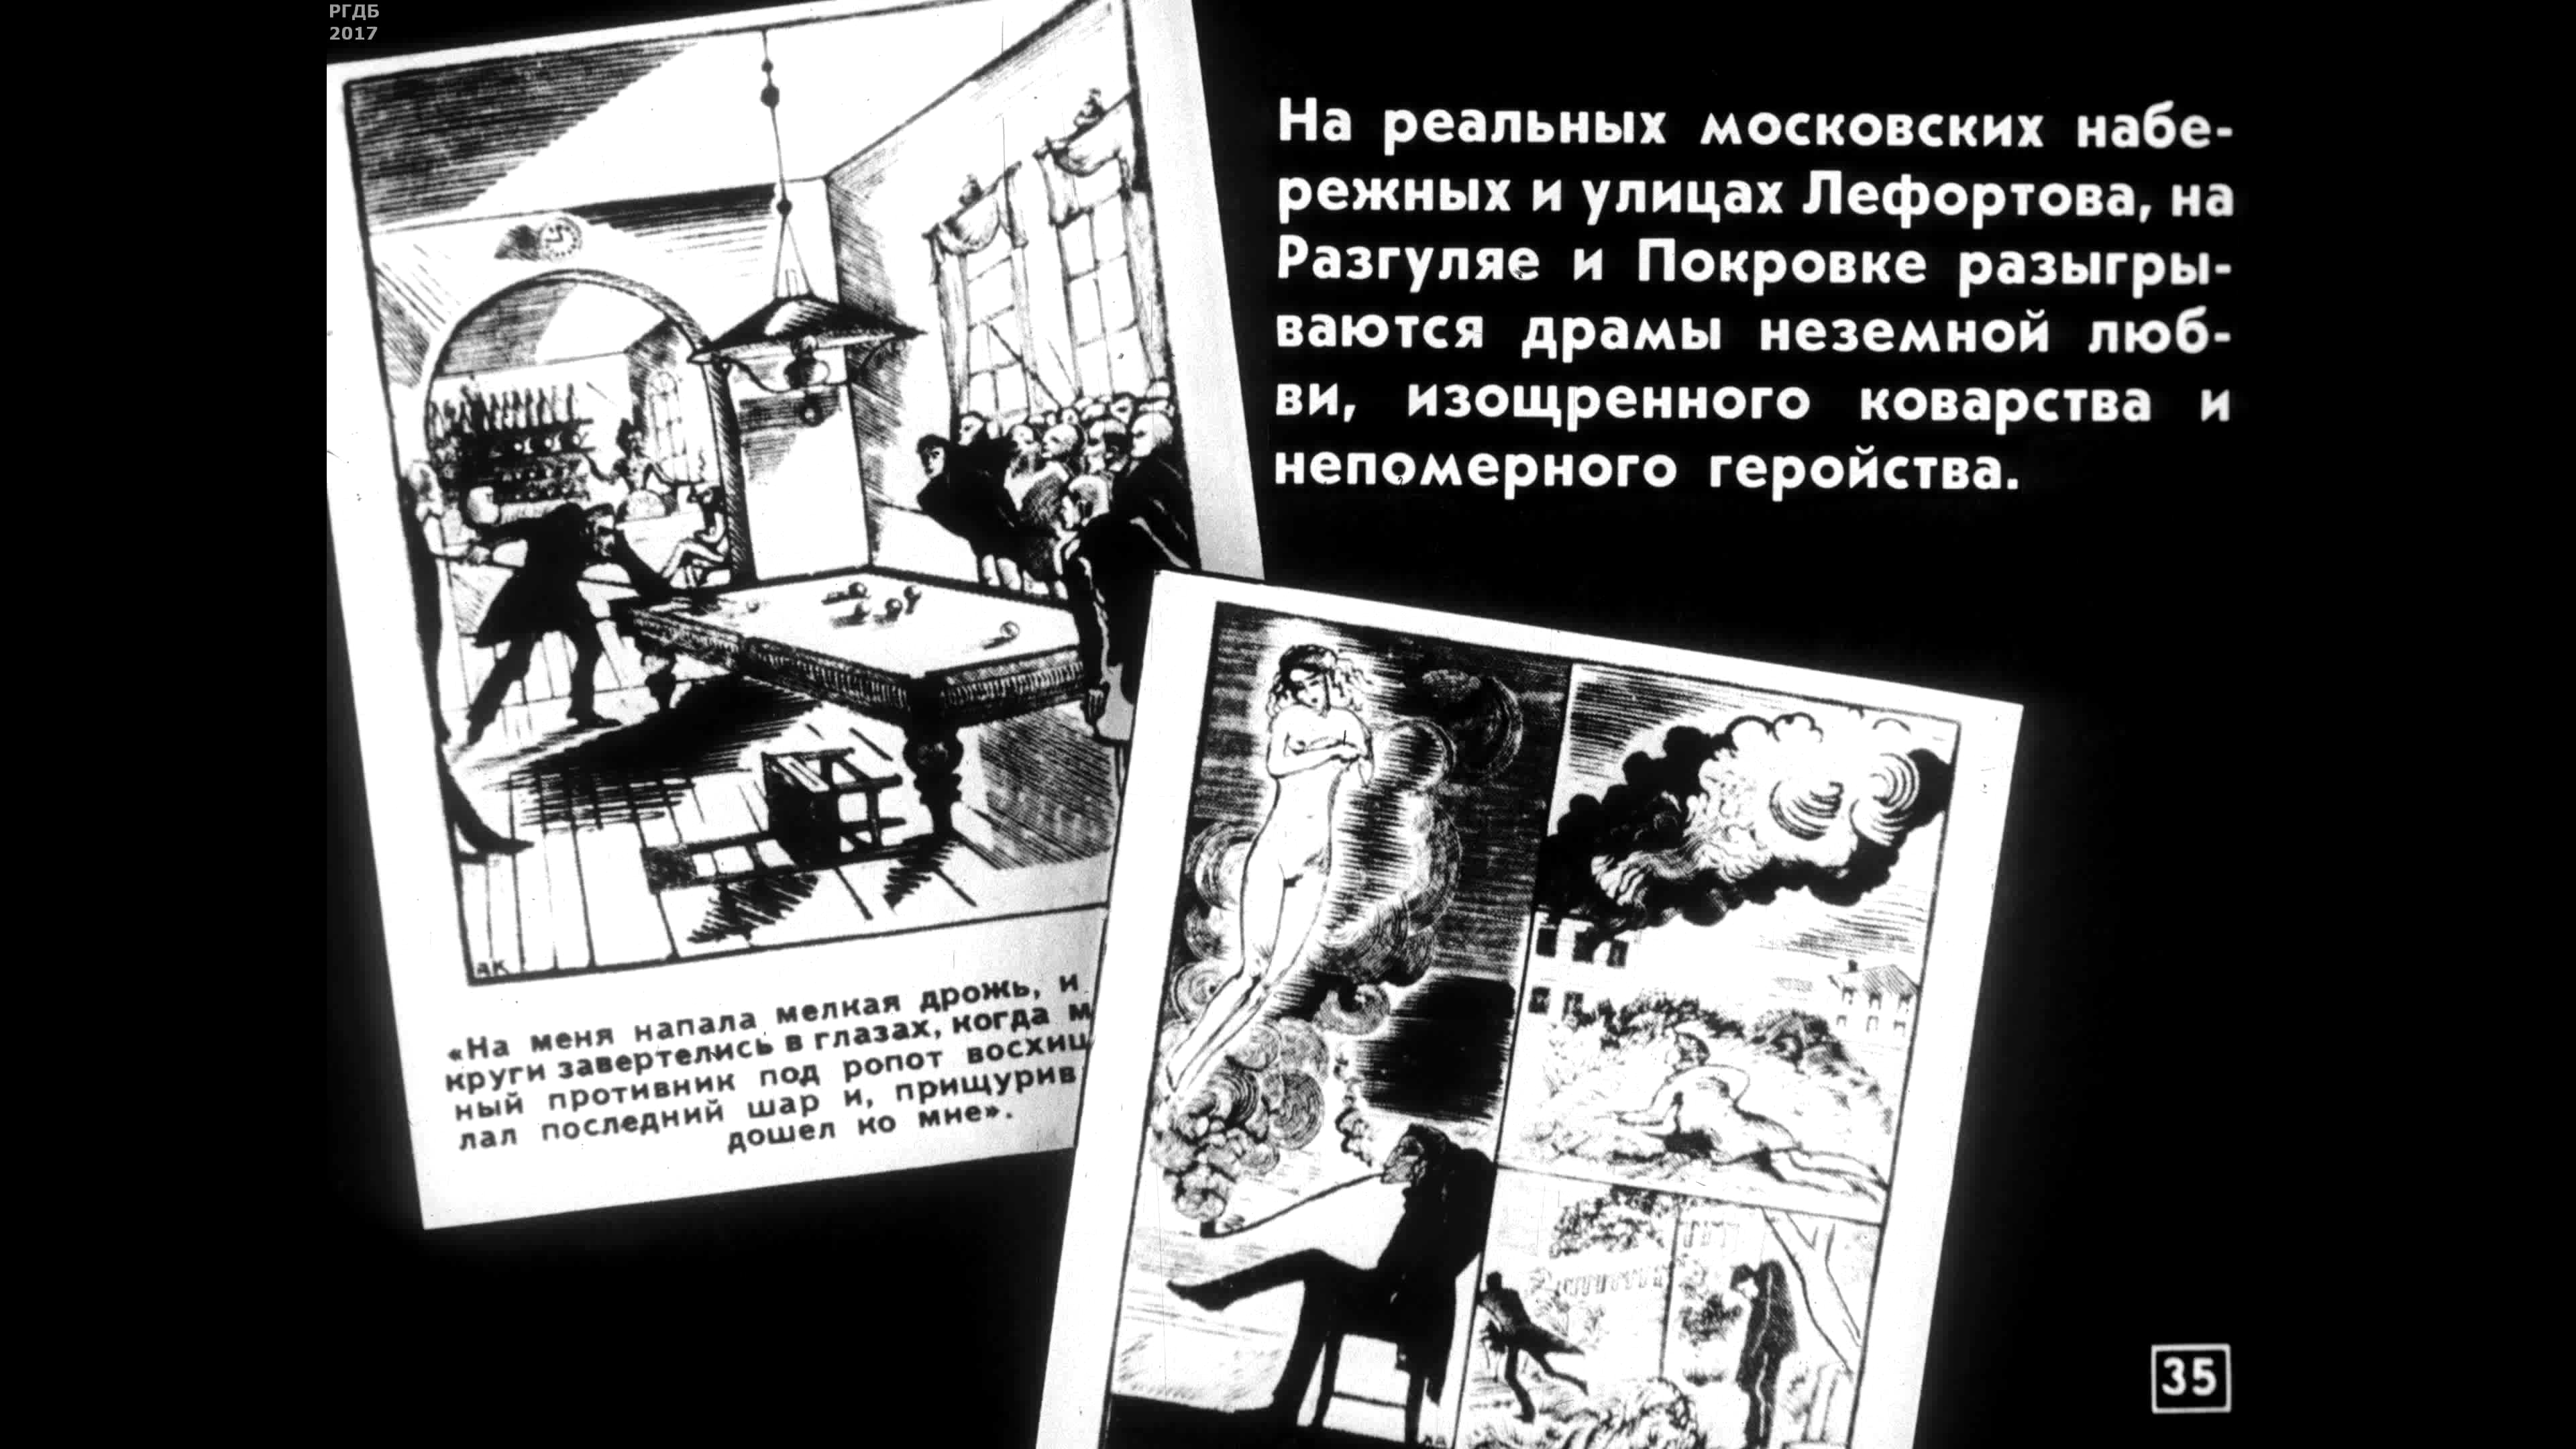 РГДБ
2017
На реальных московских набе-
режных и улицах Лефортова, на
Разгуляе и Покровке разыгры-
ваются драмы неземной люб-
ви, изощренного коварства и
непомерного геройства.
АК
«На меня напала мелкая дрожь, и
круги завертелись в глазах, когда м
ный противник под ропот восхищ
лал последний шар и, прищурив
дошел ко мне».
35